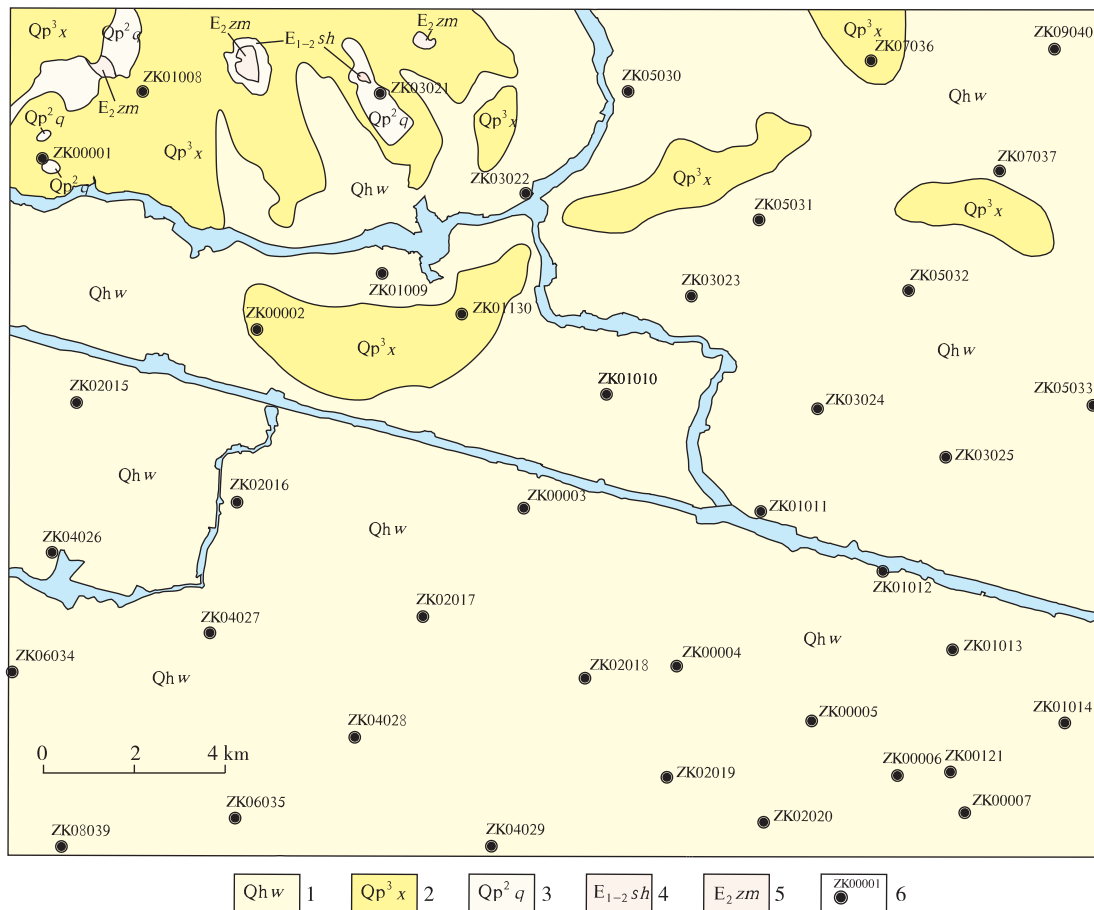 Qp³x
Qp²q
E₂zm
E₁₋₂sh
E₂zm
Qp³x
ZK07036
ZK09040
ZK01008
ZK03021
ZK05030
E₂zm
Qhw
Qp²q
Qp²q
Qp³x
ZK00001
Qp³x
ZK07037
Qp²q
Qhw
ZK03022
Qp³x
ZK05031
Qp³x
ZK01009
ZK03023
ZK05032
Qhw
ZK00002
ZK01130
Qp³x
Qhw
ZK02015
ZK01010
ZK03024
ZK05033
Qhw
ZK03025
ZK02016
ZK00003
ZK01011
Qhw
ZK04026
ZK01012
ZK02017
ZK04027
Qhw
ZK01013
ZK06034
Qhw
ZK02018
ZK00004
ZK01014
ZK04028
ZK00005
0 2 4 km
ZK02019
ZK00006
ZK00121
ZK06035
ZK00007
ZK08039
ZK04029
ZK02020
Qhw 1 Qp³x 2 Qp²q 3 E₁₋₂sh 4 E₂zm 5 ZK00001 6